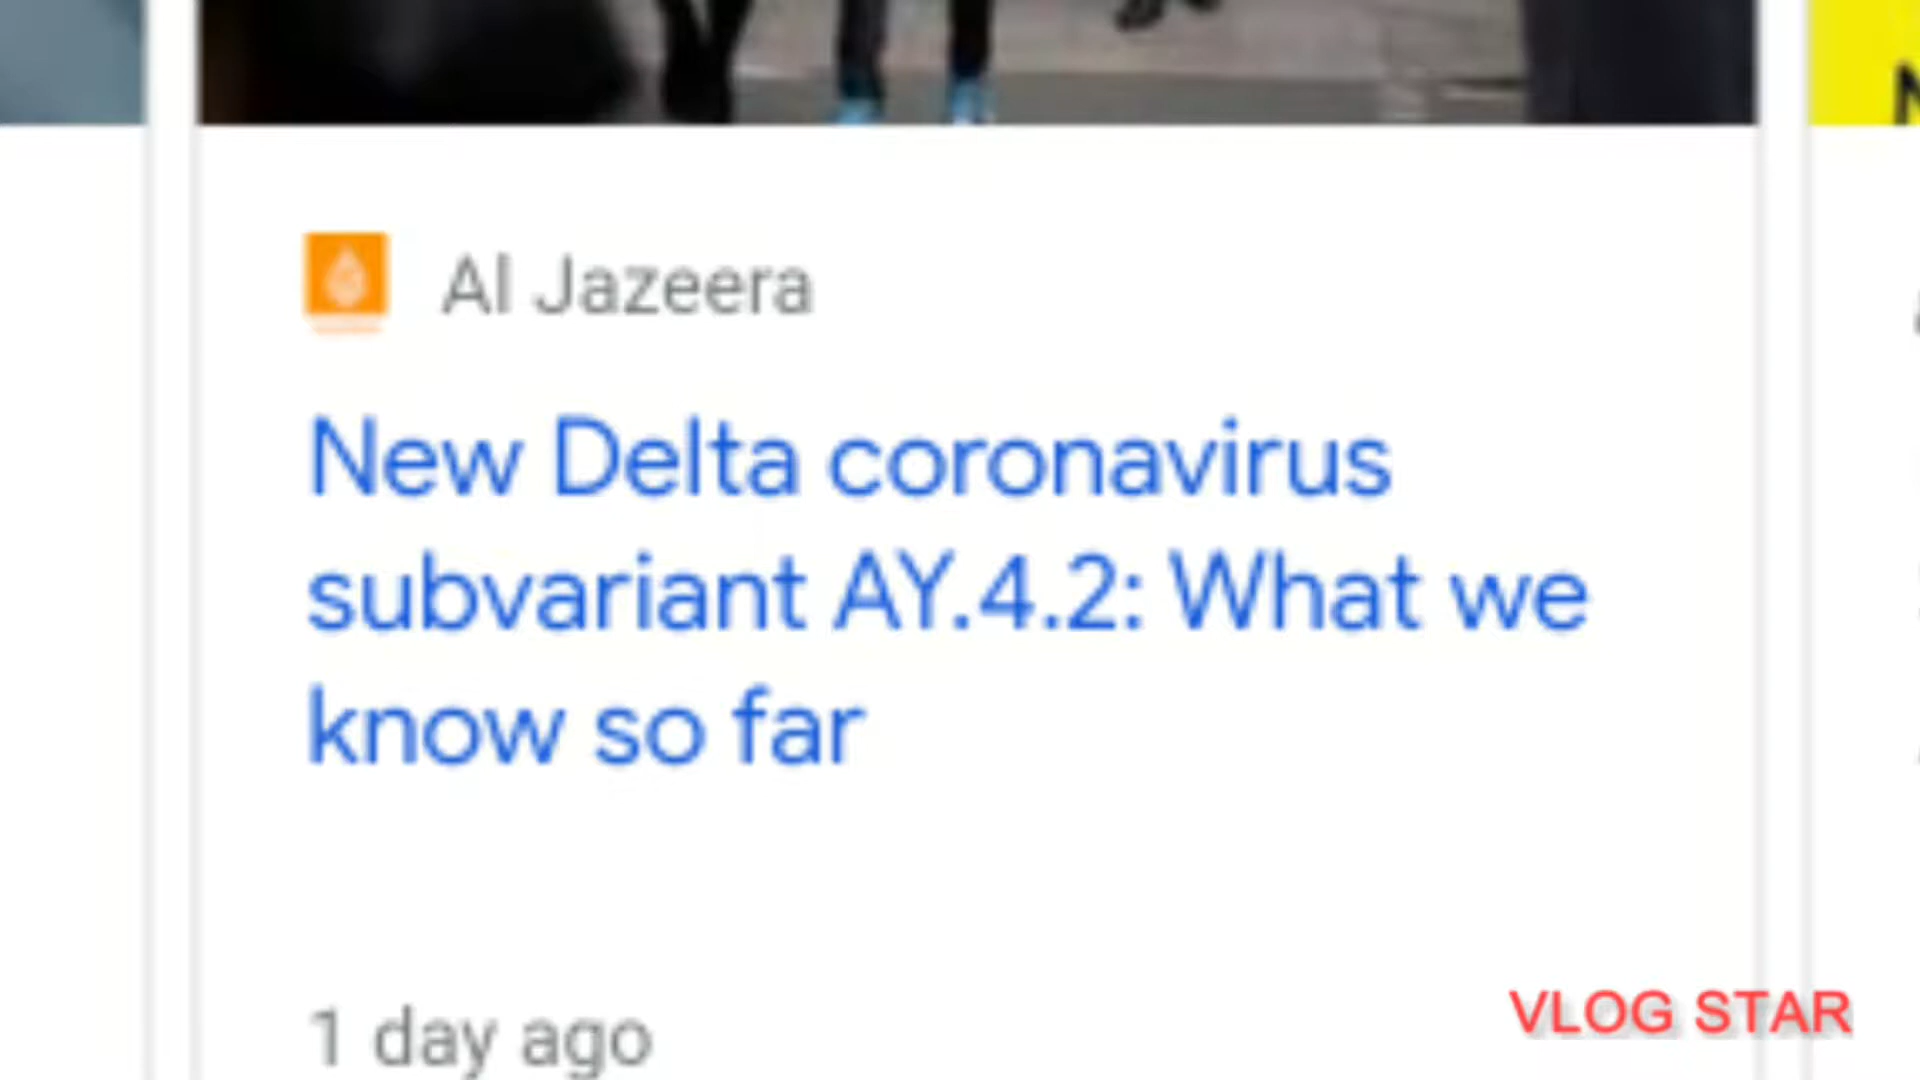 Al Jazeera
New Delta coronavirus
subvariant AY.4.2: What we
know so far
1 day ago
VLOG STAR